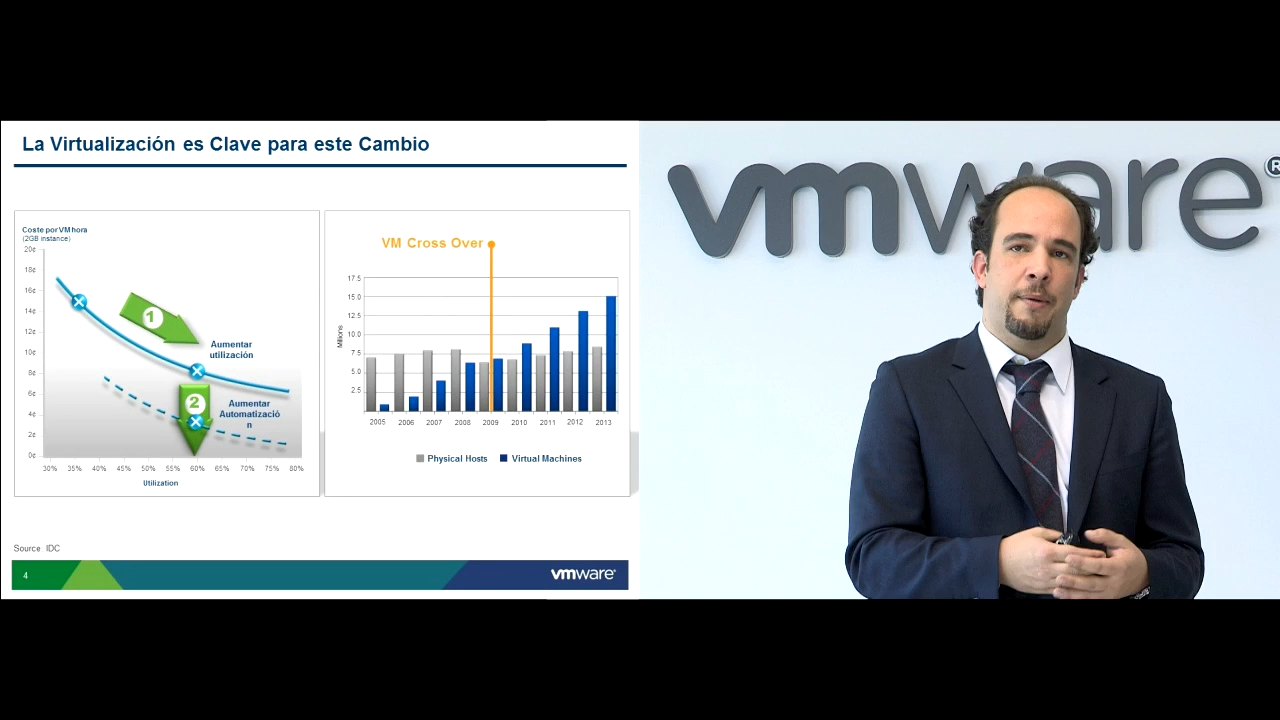 La Virtualización es Clave para este Cambio
Coste por VM hora
(2GB instance)
20¢
18¢
16¢
14¢
12¢
10¢
8¢
6¢
4¢
2¢
0¢
1
Aumentar
utilización
2
Aumentar
Automatizació
n
30% 35% 40% 45% 50% 55% 60% 65% 70% 75% 80%
Utilization
VM Cross Over
Millions
17.5
15.0
12.5
10.0
7.5
5.0
2.5
2005 2006 2007 2008 2009 2010 2011 2012 2013
Physical Hosts Virtual Machines
Source IDC
4
vmware
vmware®